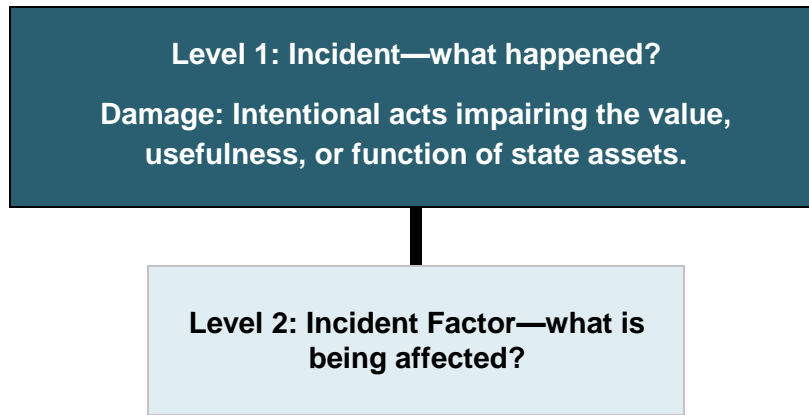 Level 1: Incident—what happened?
Damage: Intentional acts impairing the value,
usefulness, or function of state assets.
Level 2: Incident Factor—what is
being affected?